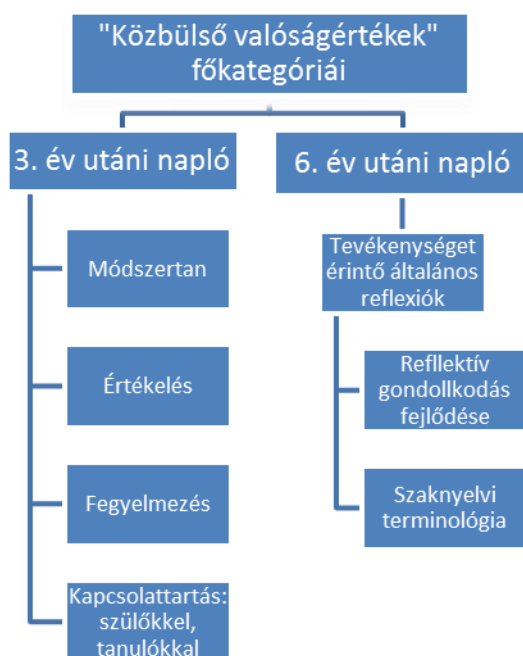 "Közbülső valóságértékek"
főkategóriái
3. év utáni napló
Módszertan
Értékelés
Fegyelmezés
Kapcsolattartás:
szülőkkel,
tanulókkal
6. év utáni napló
Tevékenységet
érintő általános
reflexiók
Refllektív
gondollkodás
fejlődése
Szaknyelvi
terminológia